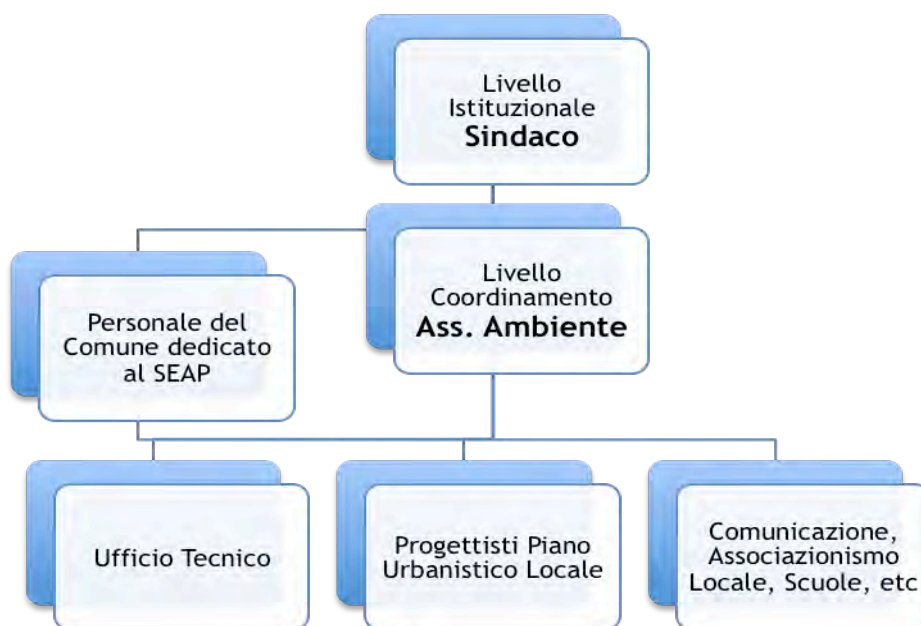 Livello
Istituzionale
Sindaco
Livello
Coordinamento
Ass. Ambiente
Personale del
Comune dedicato
al SEAP
Ufficio Tecnico
Progettisti Piano
Urbanistico Locale
Comunicazione,
Associazionismo
Locale, Scuole, etc